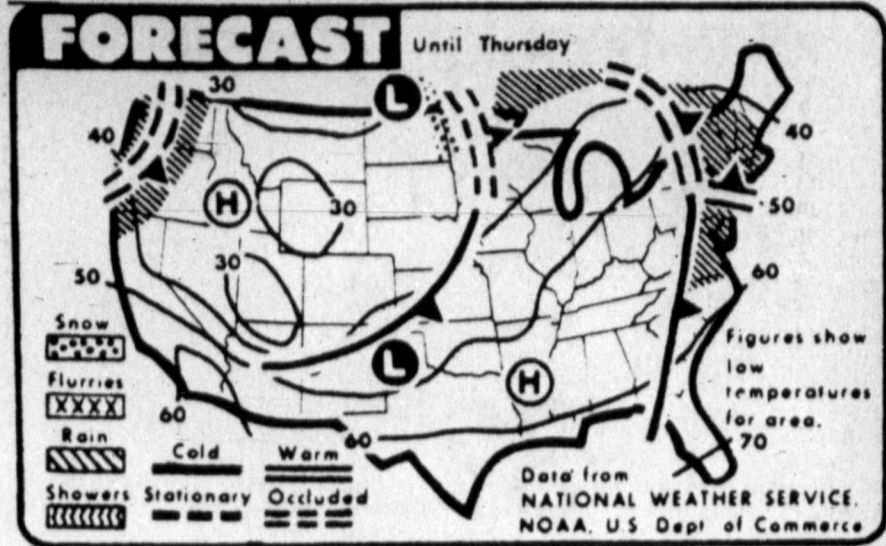 FORECAST Until Thursday
30
L
40
40
H
30
50
30
50
60
Snow
Figures show
L
low
Flurries
H
temperatures
60
for area.
Rain
60
70
Cold Warm
Data from
Showers Stationary Occluded
NATIONAL WEATHER SERVICE,
NOAA, U.S. Dept of Commerce